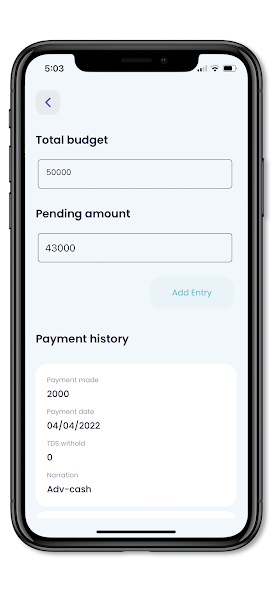 5:03
Total budget
50000
Pending amount
43000
Add Entry
Payment history
Payment mode
2000
Payment date
04/04/2022
TDS withold
0
Narration
Adv-cash